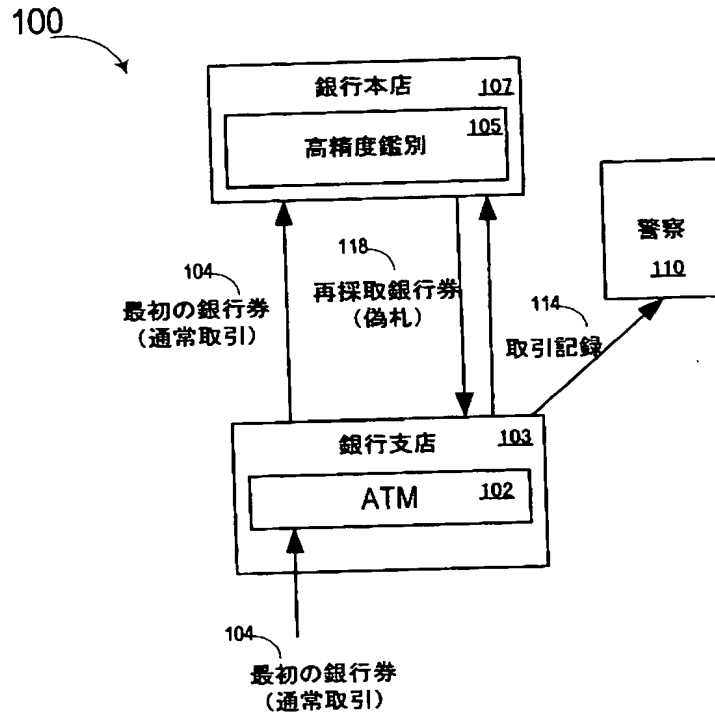 100
銀行本店 107
高精度鑑別 105
警察
110
104
最初の銀行券
(通常取引)
118
再採取銀行券
(偽札)
114
取引記録
銀行支店 103
ATM 102
104
最初の銀行券
(通常取引)